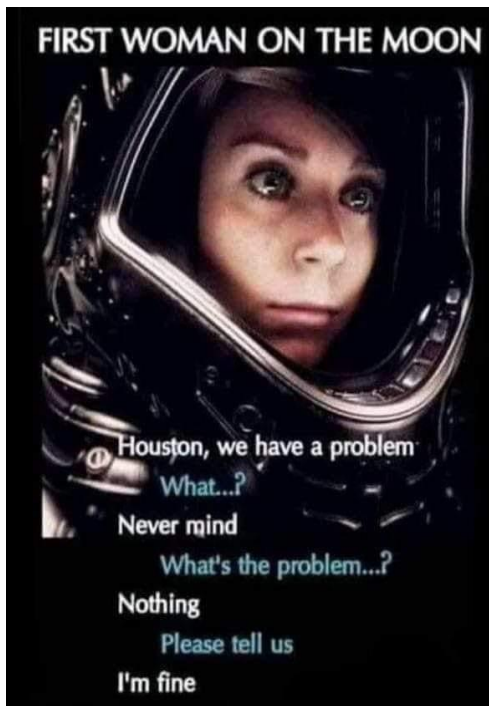 FIRST WOMAN ON THE MOON
Houston, we have a problem
What...?
Never mind
What's the problem...?
Nothing
Please tell us
I'm fine